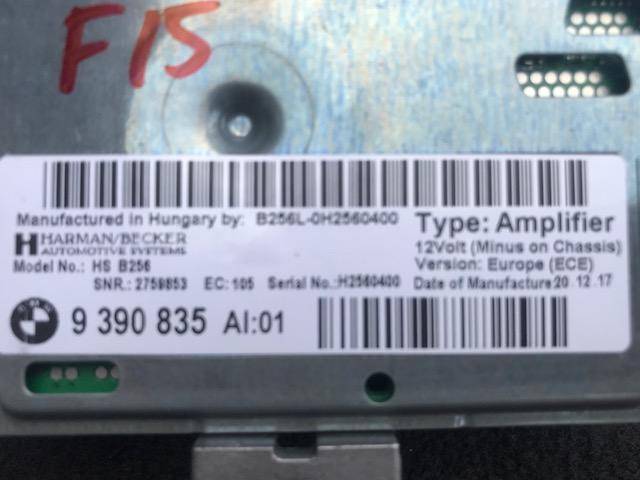 F15
Manufactured in Hungary by: B256L-0H2560400
HARMAN/BECKER
AUTOMOTIVE SYSTEMS
Type: Amplifier
12Volt (Minus on Chassis)
Model No.: HS B256
Version: Europe (ECE)
SNR.: 2759853 EC: 105 Serial No.:H2560400 Date of Manufacture:20.12.17
9 390 835 AI:01